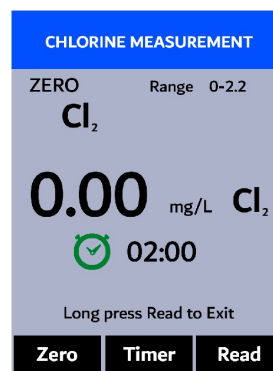 CHLORINE MEASUREMENT
ZERO Range 0-2.2
Cl₂
0.00 mg/L Cl₂
02:00
Long press Read to Exit
Zero Timer Read